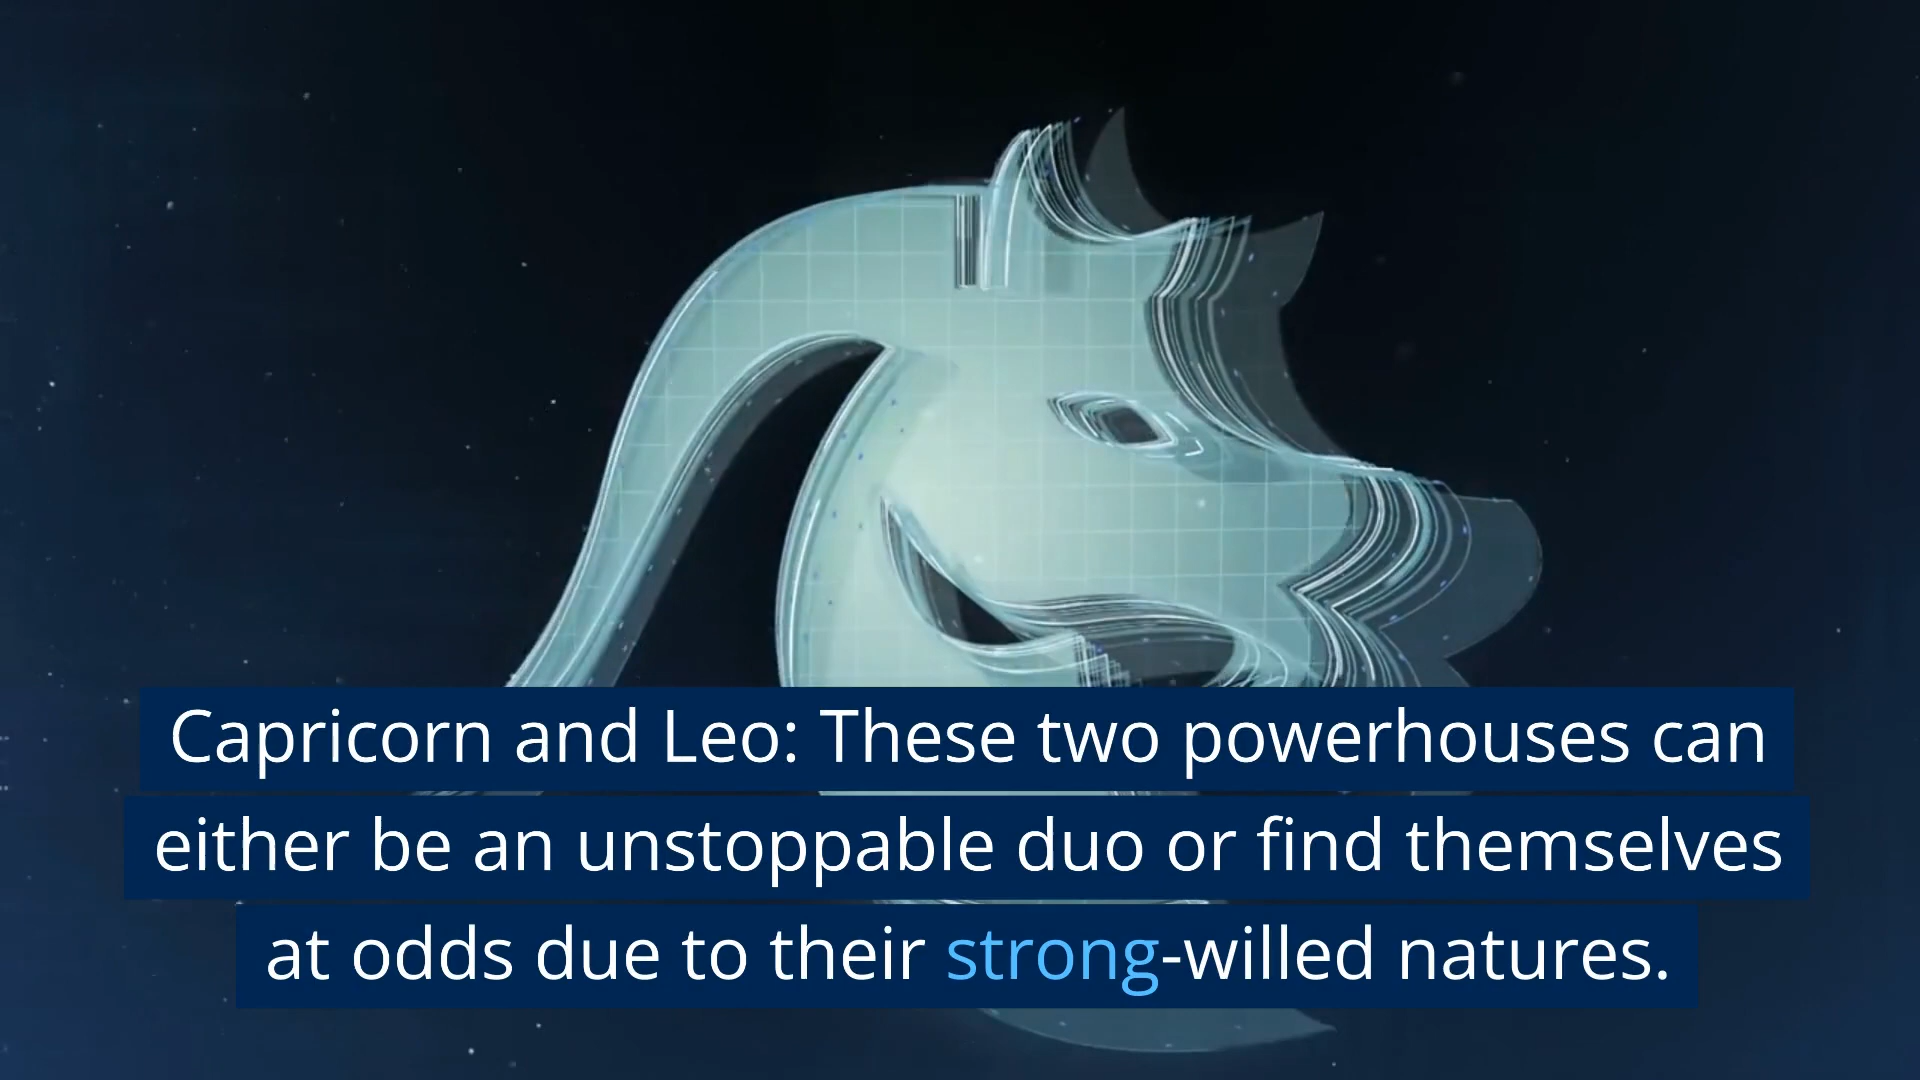 Capricorn and Leo: These two powerhouses can
either be an unstoppable duo or find themselves
at odds due to their strong-willed natures.